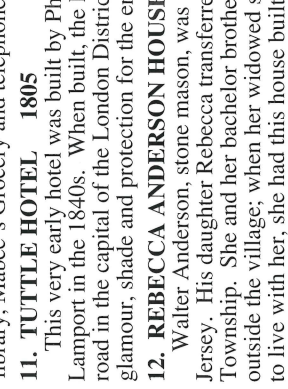 library, Mabee's Grocery and telephone
11. TUTTLE HOTEL 1805
This very early hotel was built by Ph
Lamport in the 1840s. When built, the
road in the capital of the London District
glamour, shade and protection for the en
12. REBECCA ANDERSON HOUSE
Walter Anderson, stone mason, was
Jersey. His daughter Rebecca transferre
Township. She and her bachelor brothe
outside the village; when her widowed s
to live with her, she had this house built